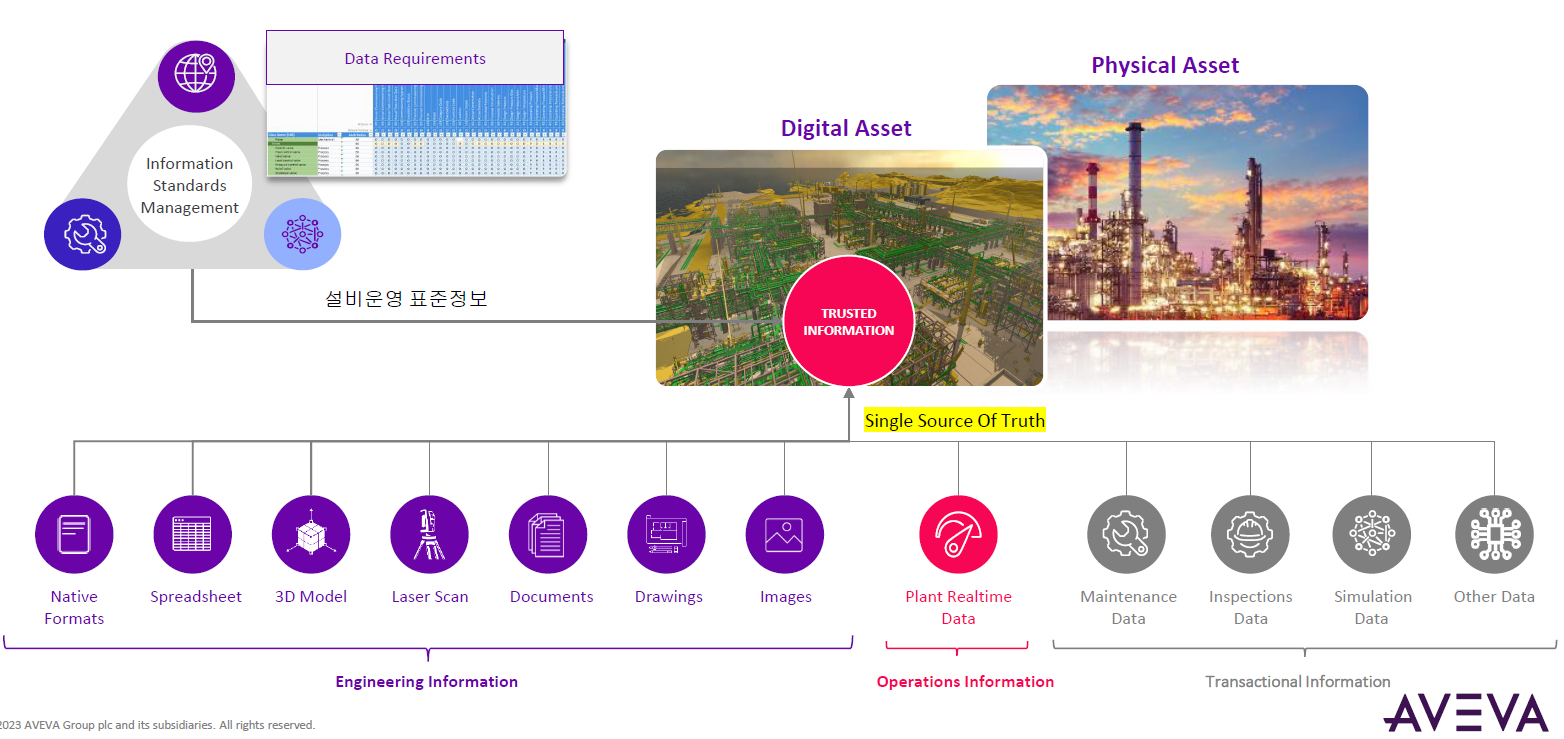 Data Requirements
Physical Asset
Digital Asset
Information
Standards
Management
설비운영 표준정보
TRUSTED
INFORMATION
Single Source Of Truth
Native
Formats
Spreadsheet
3D Model
Laser Scan
Documents
Drawings
Images
Plant Realtime
Data
Maintenance
Data
Inspections
Data
Simulation
Data
Other Data
Engineering Information
Operations Information
Transactional Information
2023 AVEVA Group plc and its subsidiaries. All rights reserved.
AVEVA